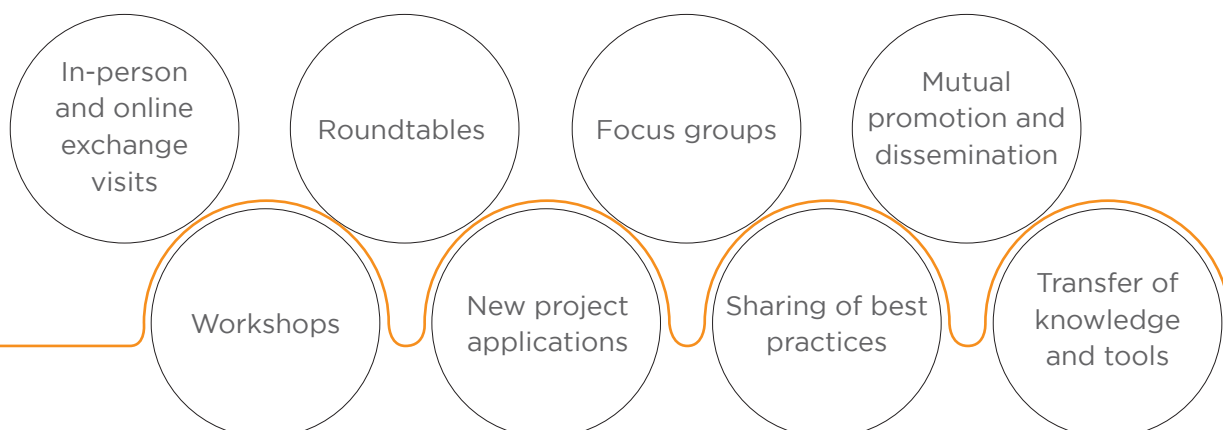 In-person
and online
exchange
visits
Roundtables
Focus groups
Mutual
promotion and
dissemination
Workshops
New project
applications
Sharing of best
practices
Transfer of
knowledge
and tools